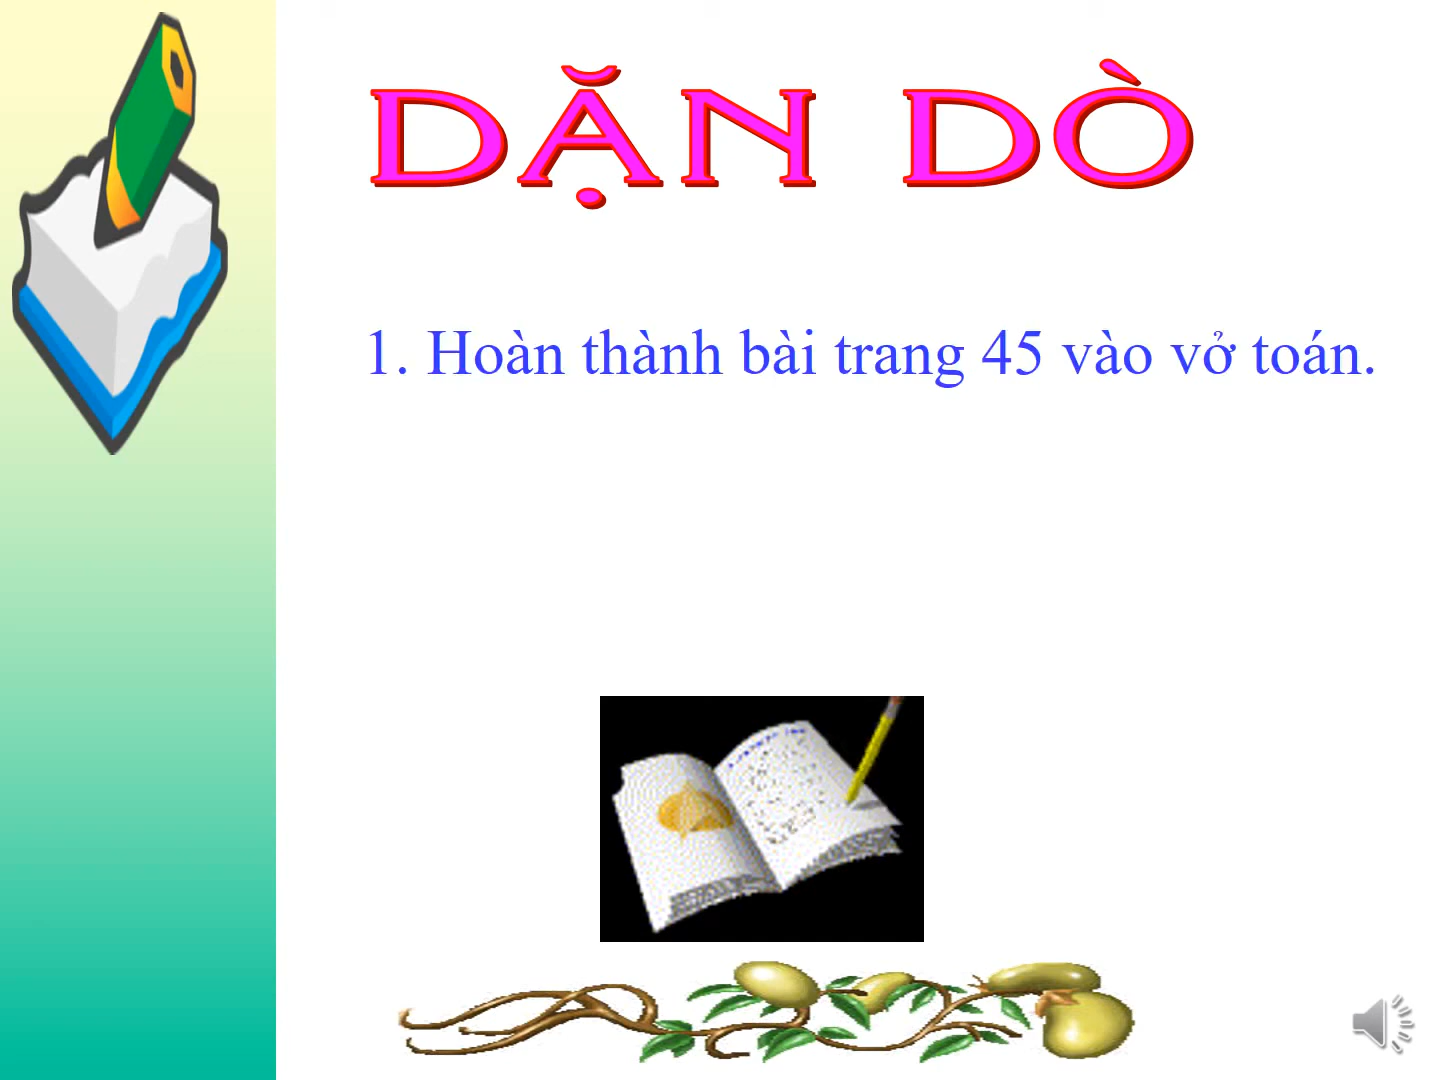 DẶN DÒ
1. Hoàn thành bài trang 45 vào vở toán.